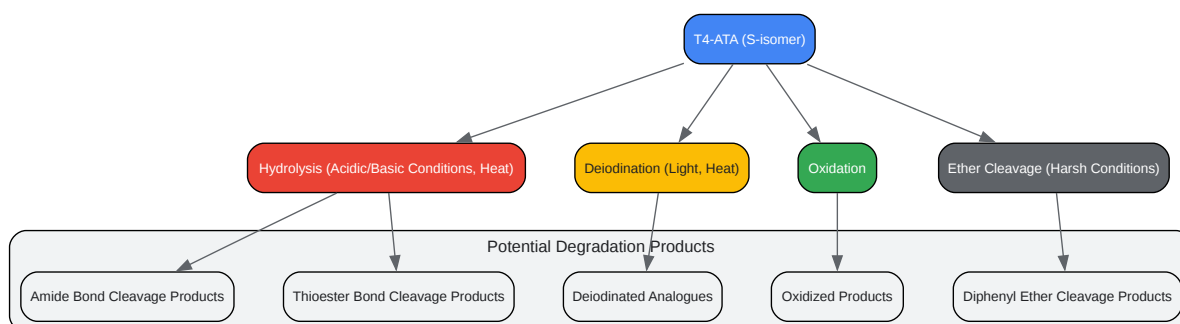 T4-ATA (S-isomer)
Hydrolysis (Acidic/Basic Conditions, Heat)
Deiodination (Light, Heat)
Oxidation
Ether Cleavage (Harsh Conditions)
Potential Degradation Products
Amide Bond Cleavage Products
Thioester Bond Cleavage Products
Deiodinated Analogues
Oxidized Products
Diphenyl Ether Cleavage Products